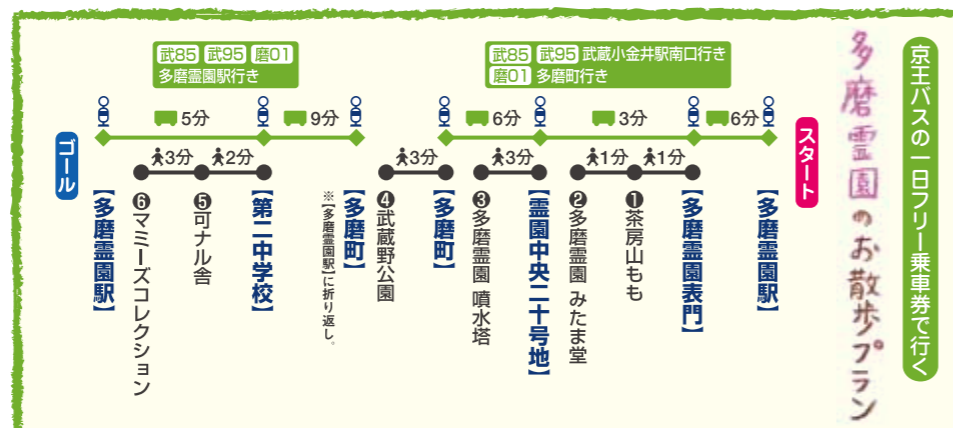 京王バスの一日フリー乗車券で行く
多磨霊園のお散歩プラン
スタート
武85 武95 武蔵小金井駅南口行き
磨01 多磨町行き
【多磨霊園駅】
6分
【多磨霊園表門】
3分
1分
❶茶房山もも
1分
❷多磨霊園 みたま堂
【霊園中央二十号地】
6分
3分
❸多磨霊園 噴水塔
【多磨町】
3分
❹武蔵野公園
【多磨町】
※【多磨霊園駅】に折り返し。
武85 武95 磨01
多磨霊園駅行き
9分
【第二中学校】
5分
2分
❺可ナル舎
3分
❻マミーズコレクション
【多磨霊園駅】
ゴール